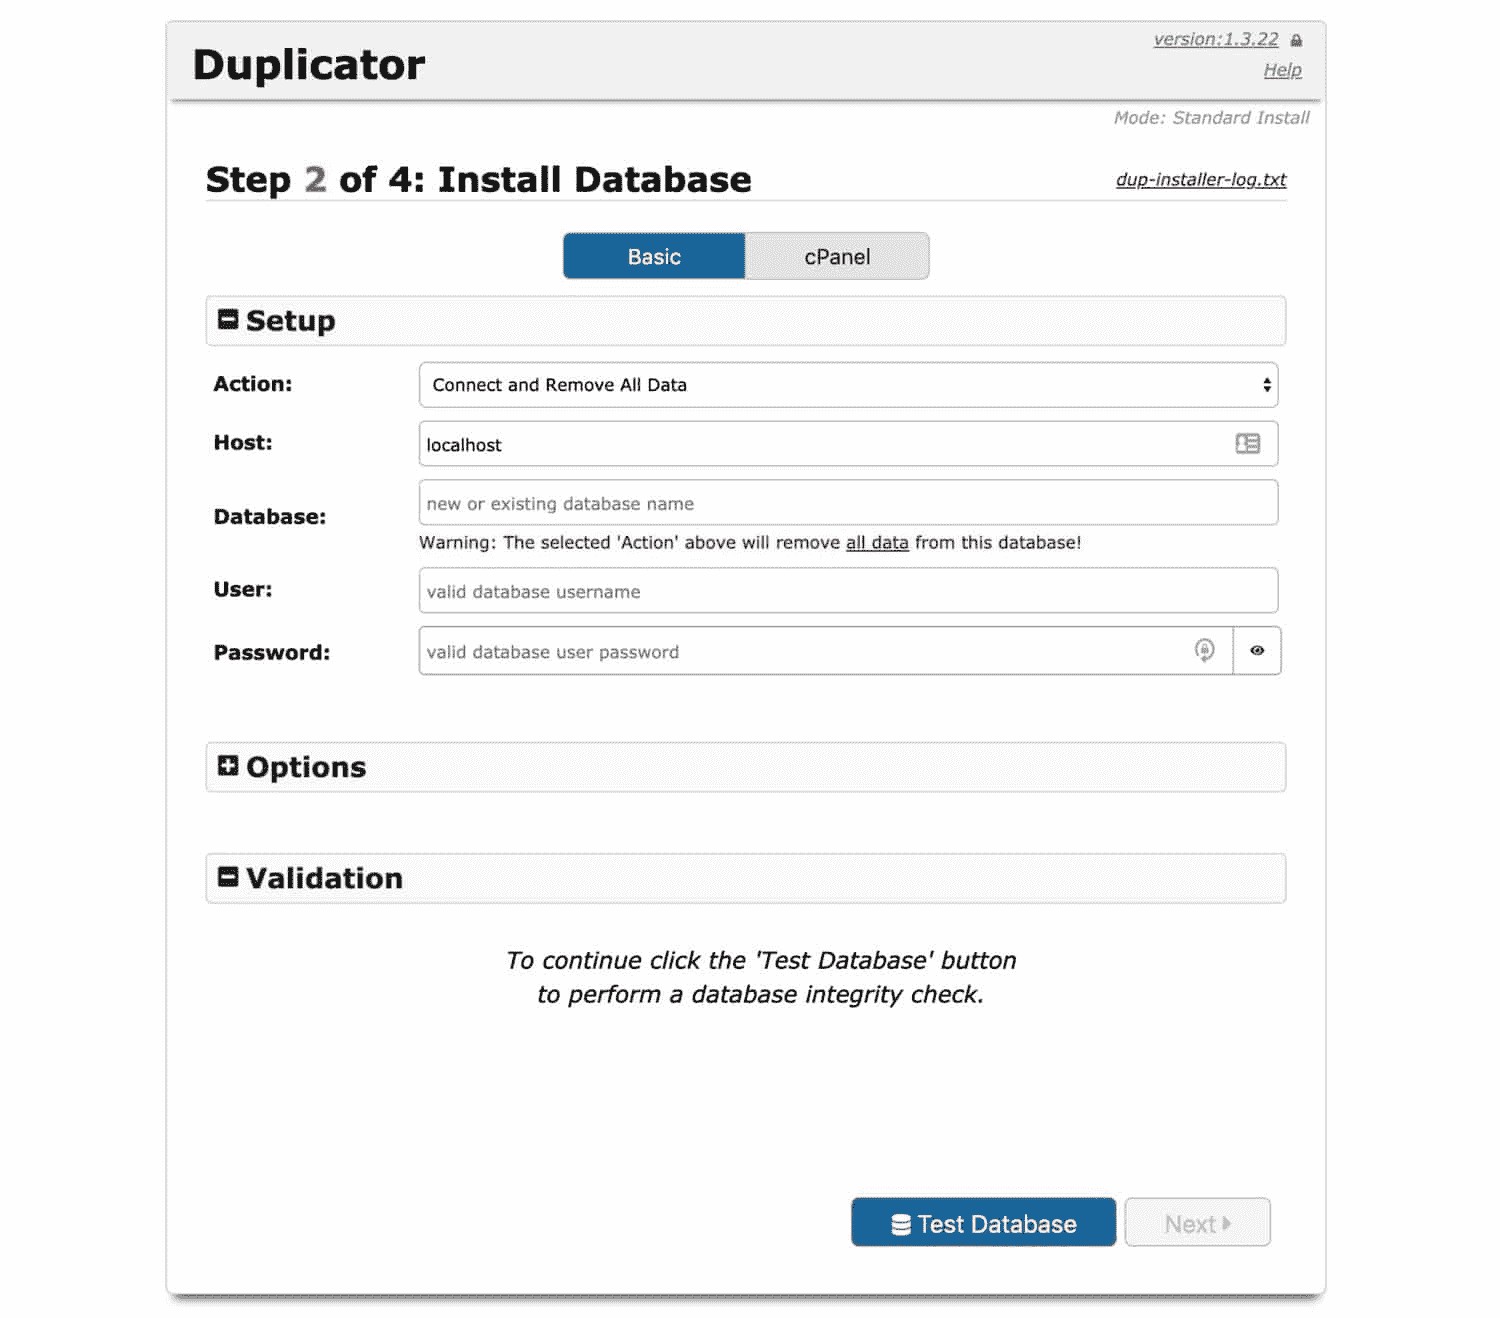 Duplicator
version:1.3.22
Help
Mode: Standard Install
Step 2 of 4: Install Database
dup-installer-log.txt
Basic
cPanel
Setup
Action:
Connect and Remove All Data
Host:
localhost
Database:
new or existing database name
Warning: The selected 'Action' above will remove all data from this database!
User:
valid database username
Password:
valid database user password
Options
Validation
To continue click the 'Test Database' button
to perform a database integrity check.
Test Database
Next